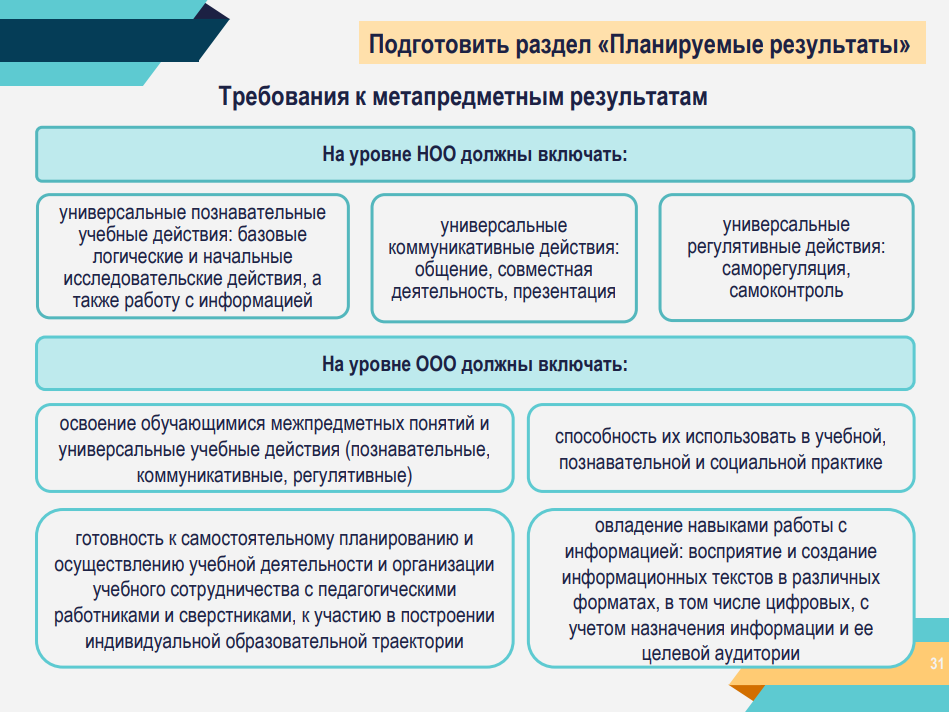 Подготовить раздел «Планируемые результаты»
Требования к метапредметным результатам
На уровне НОО должны включать:
универсальные познавательные
учебные действия: базовые
логические и начальные
исследовательские действия, а
также работу с информацией
универсальные
коммуникативные действия:
общение, совместная
деятельность, презентация
универсальные
регулятивные действия:
саморегуляция,
самоконтроль
На уровне ООО должны включать:
освоение обучающимися межпредметных понятий и
универсальные учебные действия (познавательные,
коммуникативные, регулятивные)
способность их использовать в учебной,
познавательной и социальной практике
готовность к самостоятельному планированию и
осуществлению учебной деятельности и организации
учебного сотрудничества с педагогическими
работниками и сверстниками, к участию в построении
индивидуальной образовательной траектории
овладение навыками работы с
информацией: восприятие и создание
информационных текстов в различных
форматах, в том числе цифровых, с
учетом назначения информации и ее
целевой аудитории
31